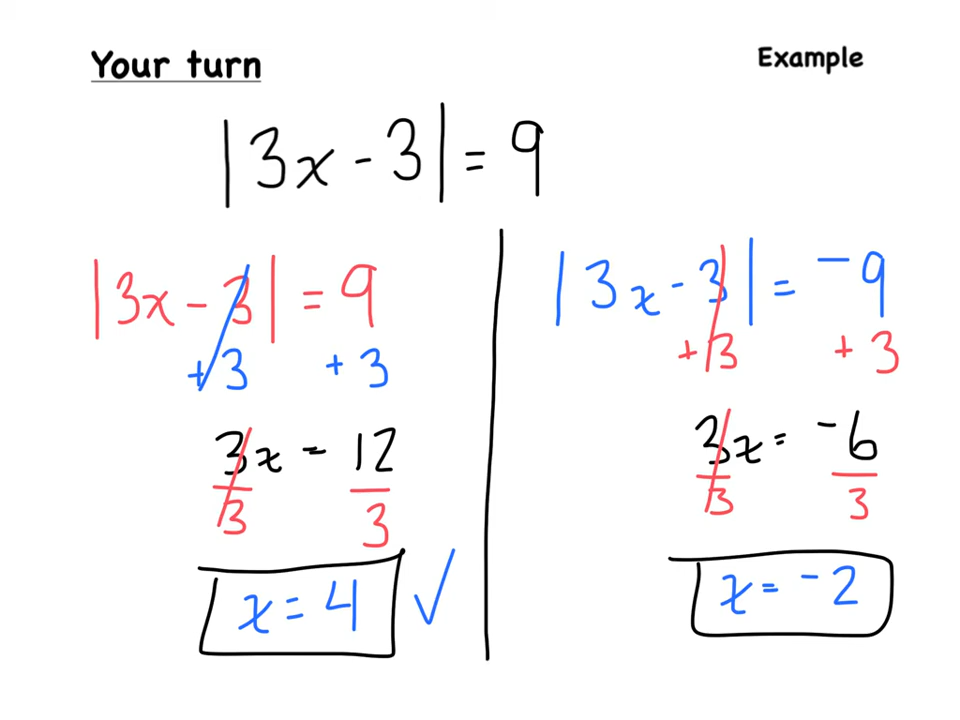 Your turn
Example
|3x - 3| = 9
|3x - 3| = 9
+3 +3
3x = 12
3 3
x = 4 ✓
|3x - 3| = -9
+3 +3
3x = -6
3 3
x = -2